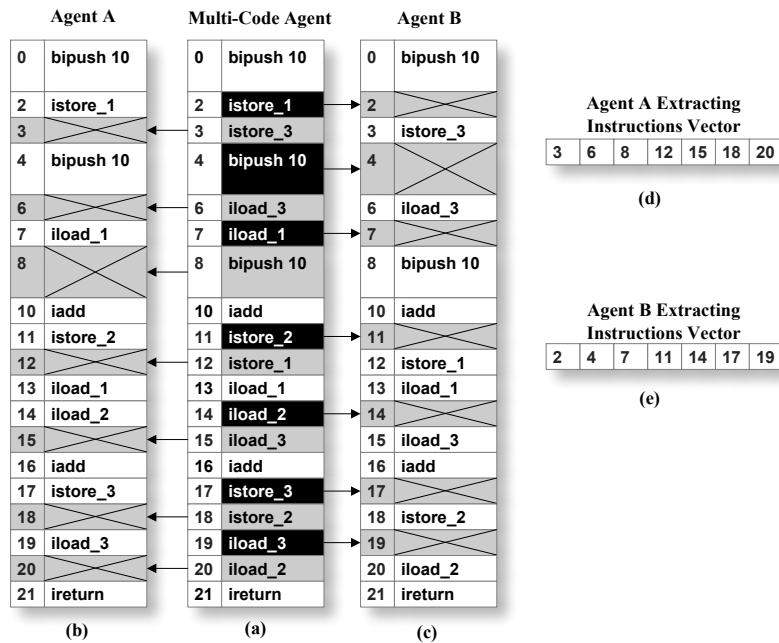 Agent A
0 bipush 10
2 istore_1
3
4 bipush 10
6
7 iload_1
8
10 iadd
11 istore_2
12
13 iload_1
14 iload_2
15
16 iadd
17 istore_3
18
19 iload_3
20
21 ireturn
(b)
Multi-Code Agent
0 bipush 10
2 istore_1
3 istore_3
4 bipush 10
6 iload_3
7 iload_1
8 bipush 10
10 iadd
11 istore_2
12 istore_1
13 iload_1
14 iload_2
15 iload_3
16 iadd
17 istore_3
18 istore_2
19 iload_3
20 iload_2
21 ireturn
(a)
Agent B
0 bipush 10
2
3 istore_3
4
6 iload_3
7
8 bipush 10
10 iadd
11
12 istore_1
13 iload_1
14
15 iload_3
16 iadd
17
18 istore_2
19
20 iload_2
21 ireturn
(c)
Agent A Extracting
Instructions Vector
3 6 8 12 15 18 20
(d)
Agent B Extracting
Instructions Vector
2 4 7 11 14 17 19
(e)